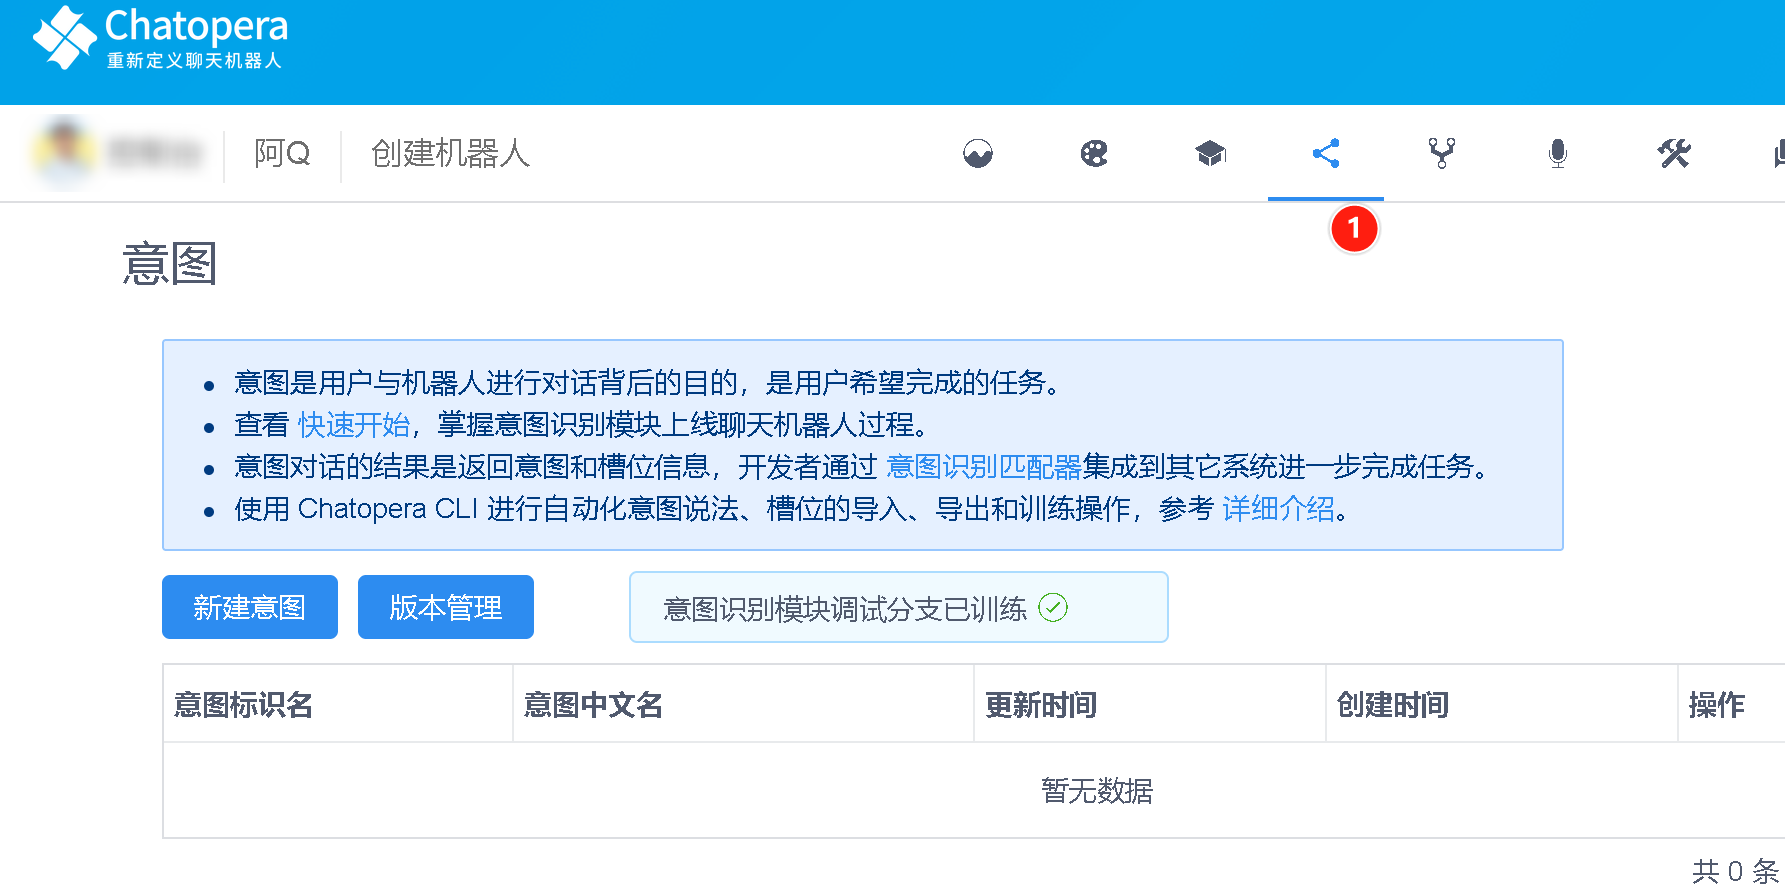 Chatopera
重新定义聊天机器人
阿Q 创建机器人
1
意图
意图是用户与机器人进行对话背后的目的，是用户希望完成的任务。
查看 快速开始，掌握意图识别模块上线聊天机器人过程。
意图对话的结果是返回意图和槽位信息，开发者通过 意图识别匹配器集成到其它系统进一步完成任务。
使用 Chatopera CLI 进行自动化意图说法、槽位的导入、导出和训练操作，参考 详细介绍。
新建意图 版本管理 意图识别模块调试分支已训练
意图标识名 意图中文名 更新时间 创建时间 操作
暂无数据
共 0 条